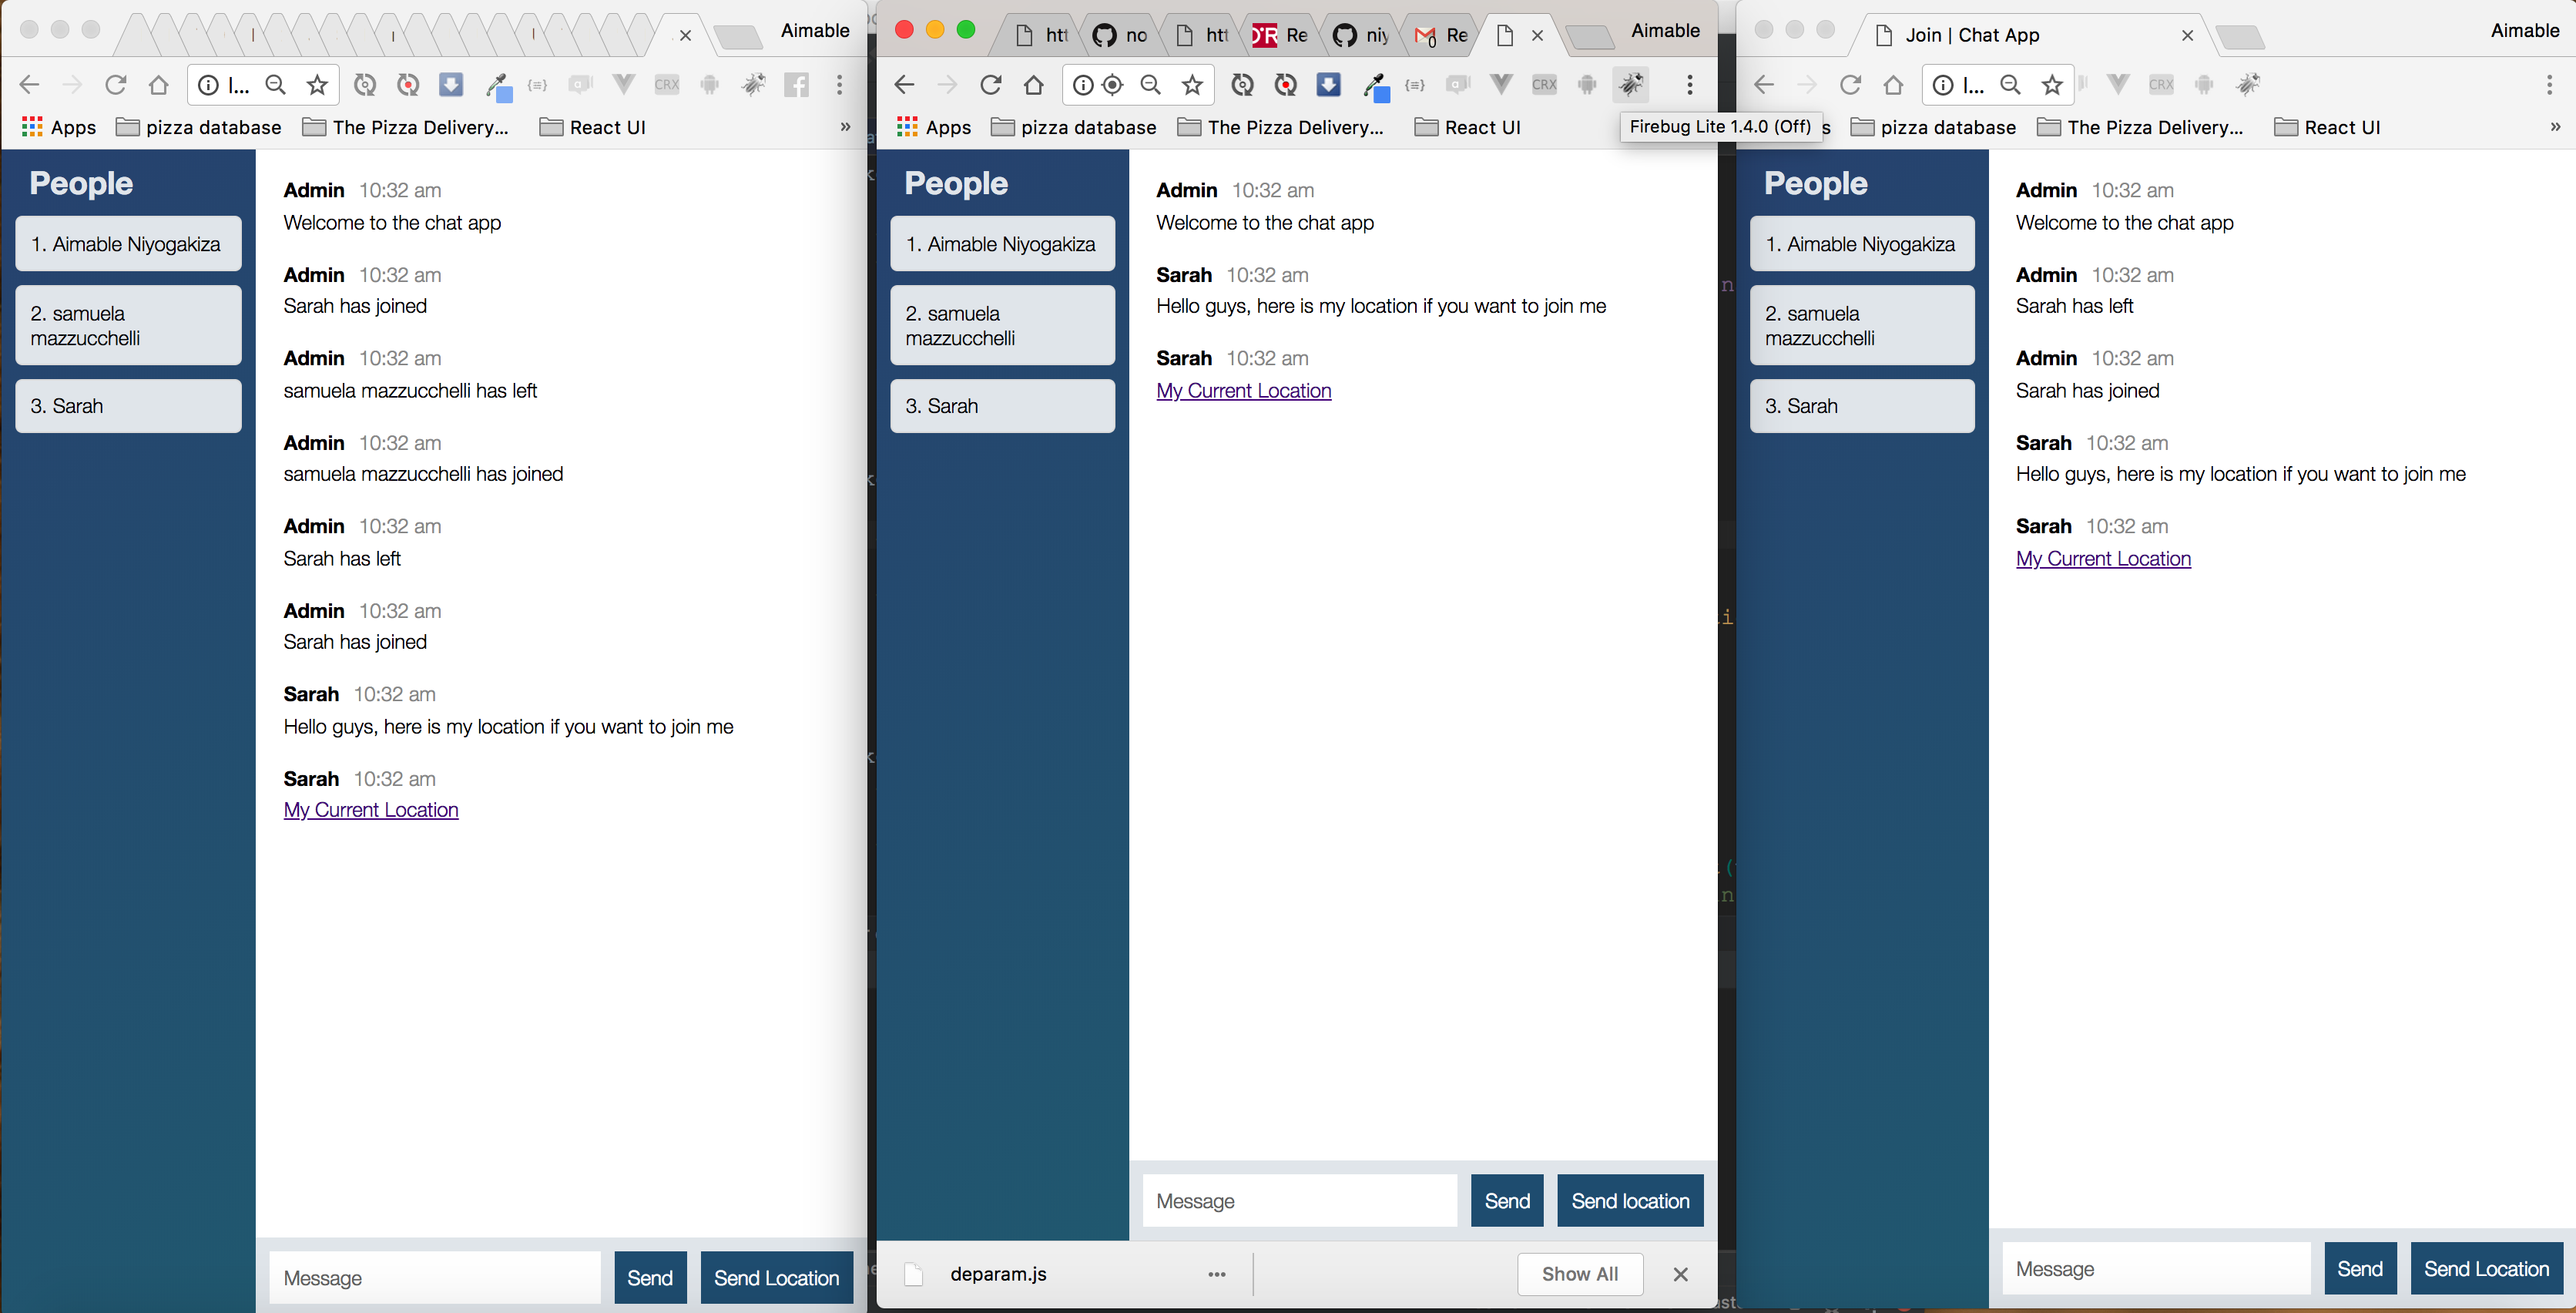 Aimable
l...
CRX
Apps
pizza database
The Pizza Delivery...
React UI
»
People
1. Aimable Niyogakiza
2. samuela
mazzucchelli
3. Sarah
Admin 10:32 am
Welcome to the chat app
Admin 10:32 am
Sarah has joined
Admin 10:32 am
samuela mazzucchelli has left
Admin 10:32 am
samuela mazzucchelli has joined
Admin 10:32 am
Sarah has left
Admin 10:32 am
Sarah has joined
Sarah 10:32 am
Hello guys, here is my location if you want to join me
Sarah 10:32 am
My Current Location
Message
Send
Send Location
htt
no
htt
Re
niy
Re
Aimable
CRX
Apps
pizza database
The Pizza Delivery...
React UI
Firebug Lite 1.4.0 (Off)
People
1. Aimable Niyogakiza
2. samuela
mazzucchelli
3. Sarah
Admin 10:32 am
Welcome to the chat app
Sarah 10:32 am
Hello guys, here is my location if you want to join me
Sarah 10:32 am
My Current Location
Message
Send
Send location
deparam.js
Show All
Join | Chat App
Aimable
l...
CRX
s
pizza database
The Pizza Delivery...
React UI
»
People
1. Aimable Niyogakiza
2. samuela
mazzucchelli
3. Sarah
Admin 10:32 am
Welcome to the chat app
Admin 10:32 am
Sarah has left
Admin 10:32 am
Sarah has joined
Sarah 10:32 am
Hello guys, here is my location if you want to join me
Sarah 10:32 am
My Current Location
Message
Send
Send Location